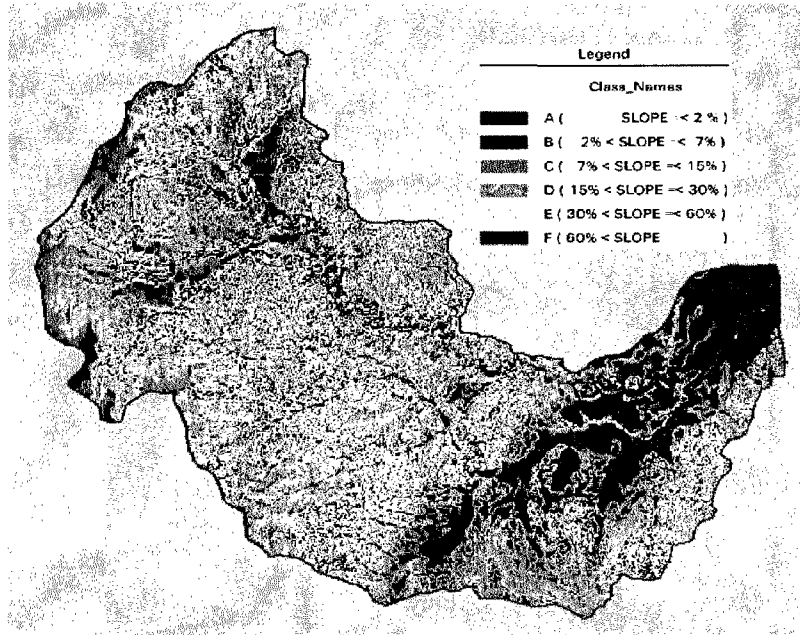 Legend
Class_Names
A ( SLOPE =< 2 % )
B ( 2% < SLOPE =< 7% )
C ( 7% < SLOPE =< 15% )
D ( 15% < SLOPE =< 30% )
E ( 30% < SLOPE =< 60% )
F ( 60% < SLOPE )